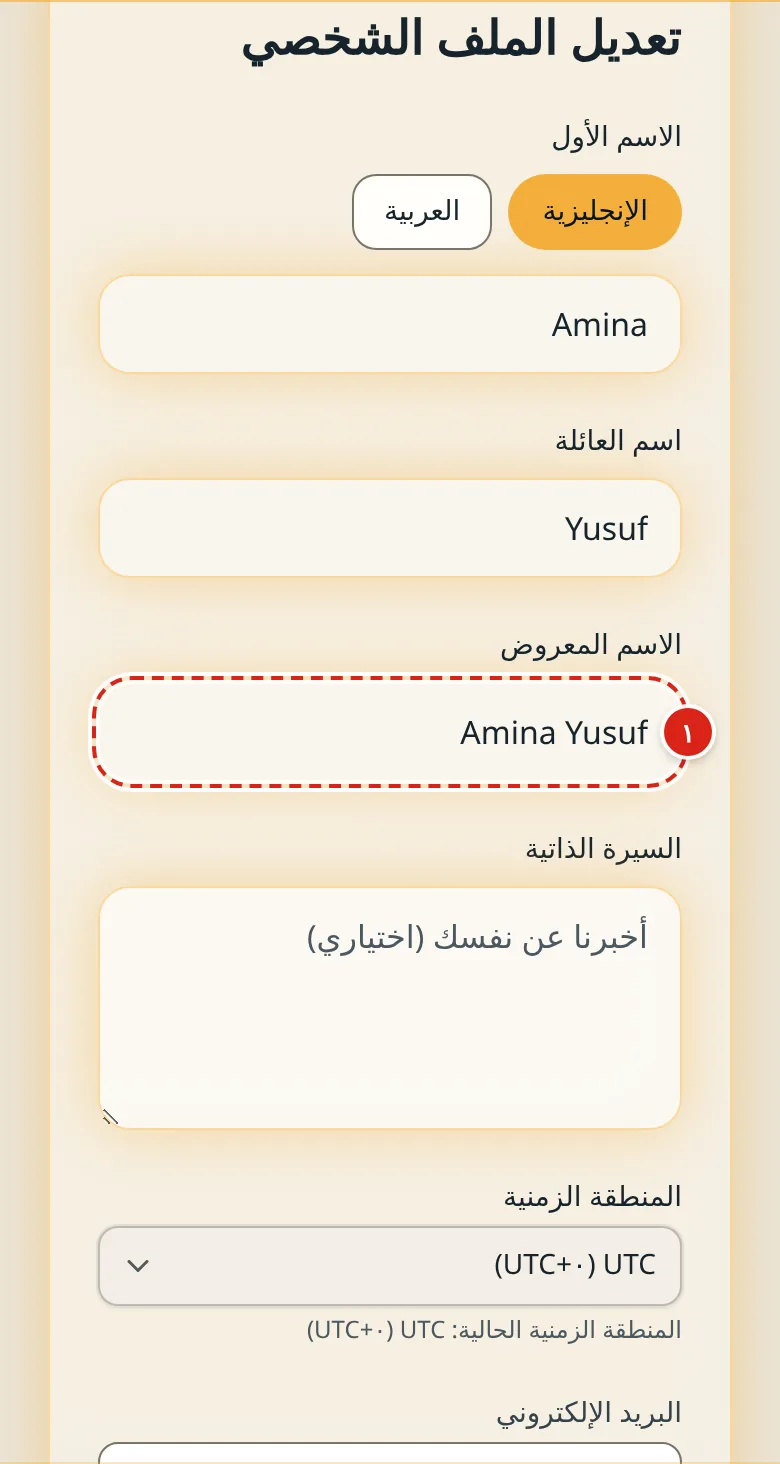 تعديل الملف الشخصي
الاسم الأول
الإنجليزية العربية
Amina
اسم العائلة
Yusuf
الاسم المعروض
Amina Yusuf ١
السيرة الذاتية
أخبرنا عن نفسك (اختياري)
المنطقة الزمنية
UTC (UTC+٠)
المنطقة الزمنية الحالية: UTC (UTC+٠)
البريد الإلكتروني